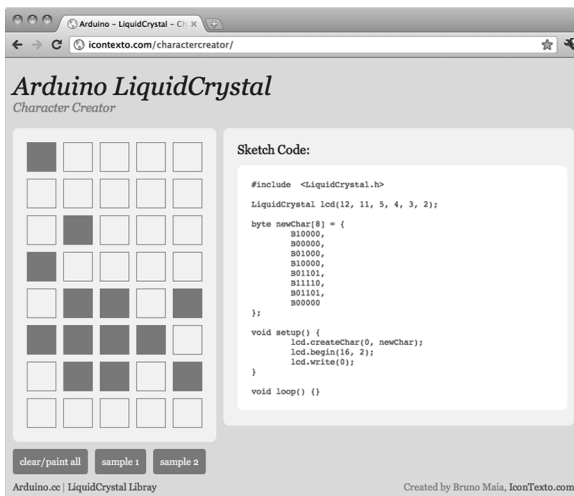 Arduino – LiquidCrystal – Ch
icontexto.com/charactercreator/
Arduino LiquidCrystal
Character Creator
Sketch Code:
#include <LiquidCrystal.h>
LiquidCrystal lcd(12, 11, 5, 4, 3, 2);
byte newChar[8] = {
B10000,
B00000,
B01000,
B10000,
B01101,
B11110,
B01101,
B00000
};
void setup() {
lcd.createChar(0, newChar);
lcd.begin(16, 2);
lcd.write(0);
}
void loop() {}
clear/paint all
sample 1
sample 2
Arduino.cc | LiquidCrystal Libray
Created by Bruno Maia, IconTexto.com